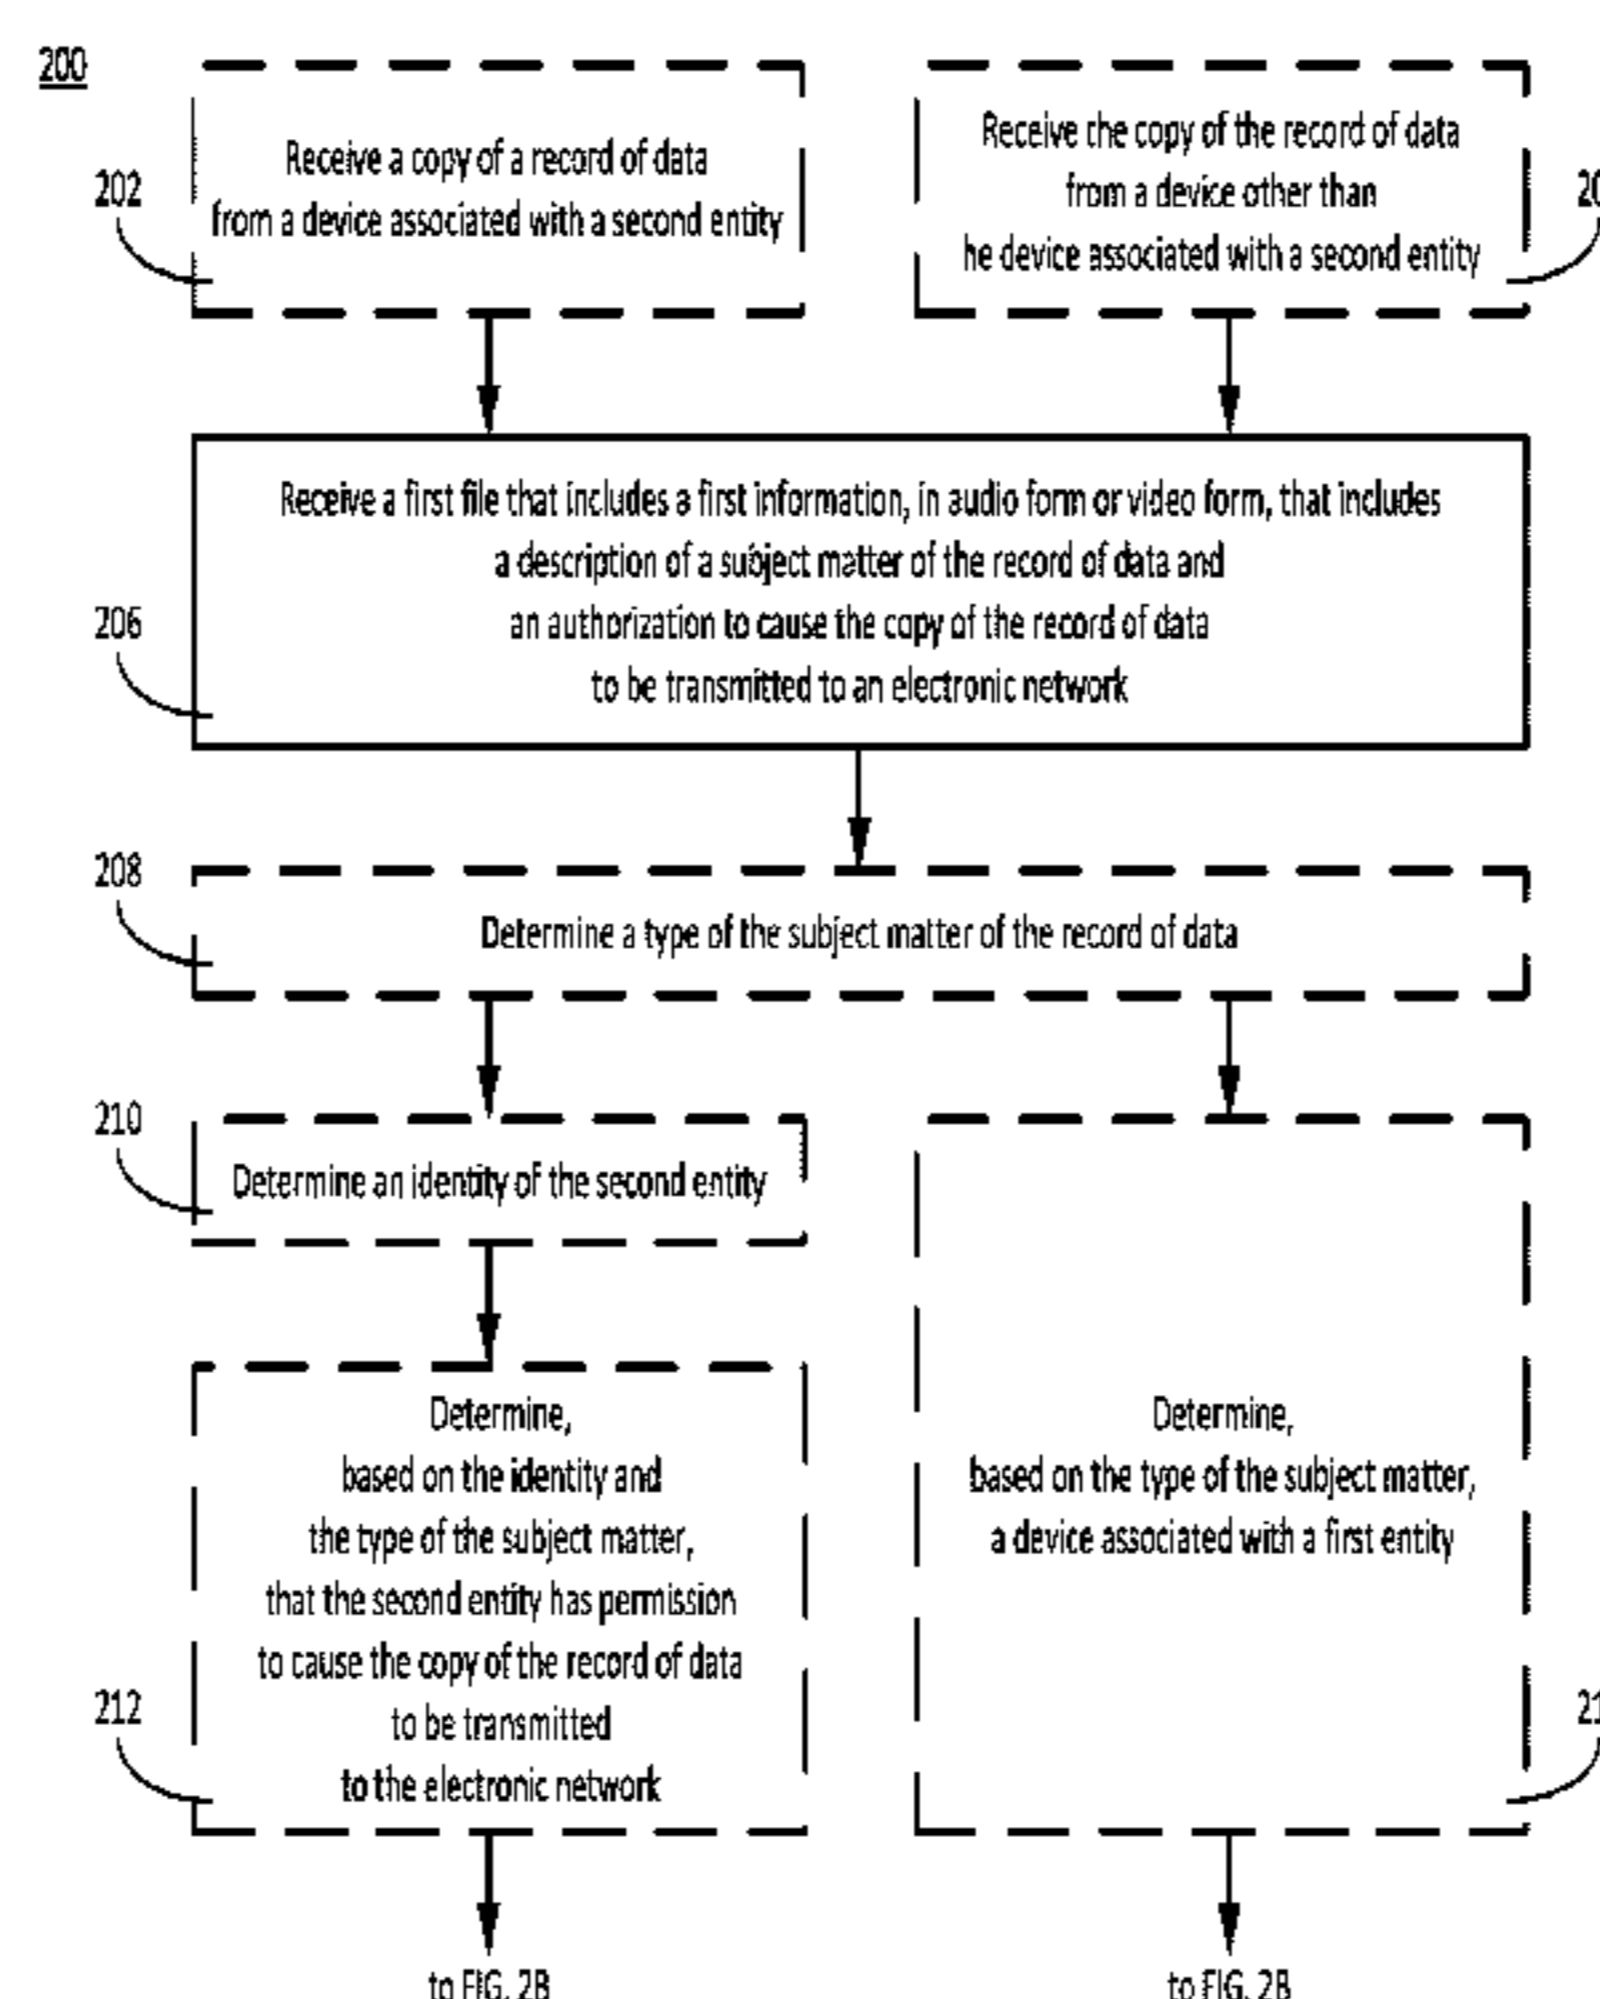 200
202
Receive a copy of a record of data
from a device associated with a second entity
Receive the copy of the record of data
from a device other than
he device associated with a second entity
206
Receive a first file that includes a first information, in audio form or video form, that includes
a description of a subject matter of the record of data and
an authorization to cause the copy of the record of data
to be transmitted to an electronic network
208
Determine a type of the subject matter of the record of data
210
Determine an identity of the second entity
212
Determine,
based on the identity and
the type of the subject matter,
that the second entity has permission
to cause the copy of the record of data
to be transmitted
to the electronic network
Determine,
based on the type of the subject matter,
a device associated with a first entity
to FIG. 2B
to FIG. 2B